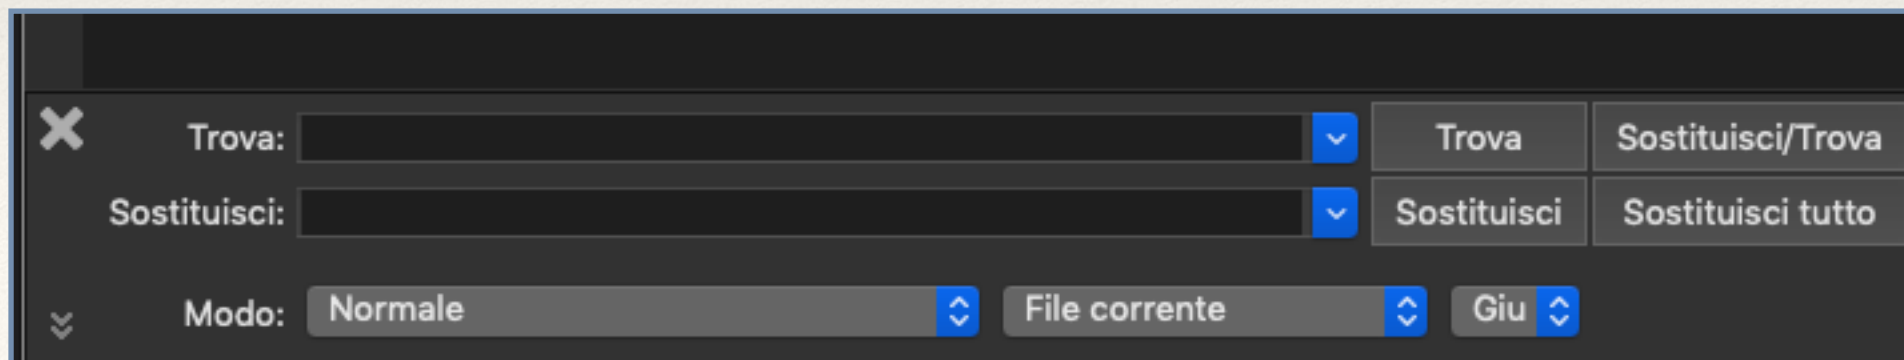 Trova: Trova Sostituisci/Trova
Sostituisci: Sostituisci Sostituisci tutto
Modo: Normale File corrente Giu